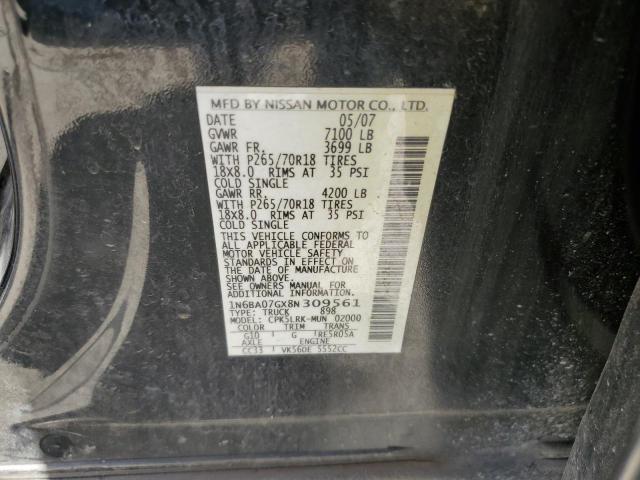 MFD BY NISSAN MOTOR CO., LTD.
DATE 05/07
GVWR 7100 LB
GAWR FR. 3699 LB
WITH P265/70R18 TIRES
18X8.0 RIMS AT 35 PSI
COLD SINGLE
GAWR RR. 4200 LB
WITH P265/70R18 TIRES
18X8.0 RIMS AT 35 PSI
COLD SINGLE
THIS VEHICLE CONFORMS TO
ALL APPLICABLE FEDERAL
MOTOR VEHICLE SAFETY
STANDARDS IN EFFECT ON
THE DATE OF MANUFACTURE
SHOWN ABOVE.
SEE OWNERS MANUAL FOR
ADDITIONAL INFORMATION
1N6BA07GX8N309561
TYPE: TRUCK 898
MODEL: CPK5LRK-MUN 02000
COLOR TRIM TRANS
G10 G RE5R05A
AXLE ENGINE
CC33 VK56DE 5552CC